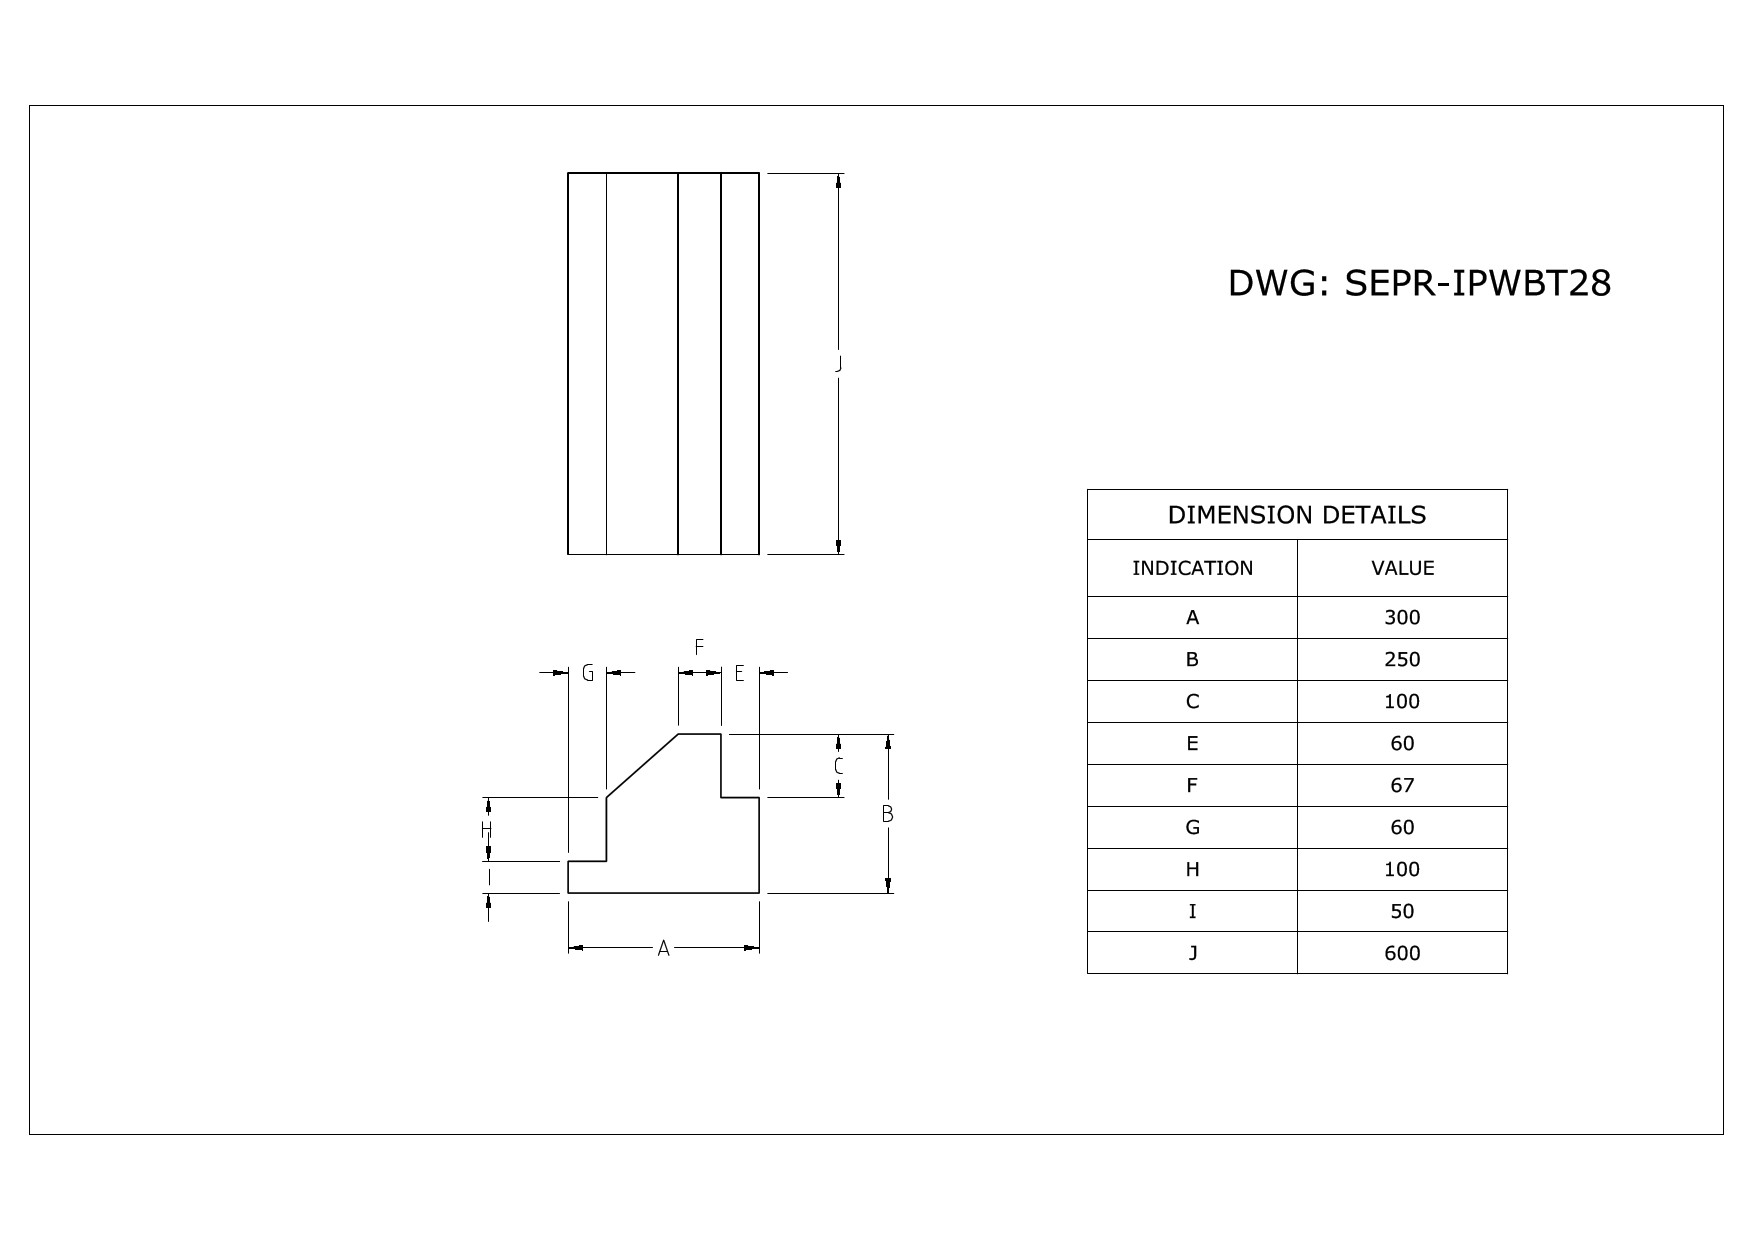 DWG: SEPR-IPWBT28
J
DIMENSION DETAILS
INDICATION VALUE
A 300
B 250
C 100
E 60
F 67
G 60
H 100
I 50
J 600
F
G E
C
B
H
I
A